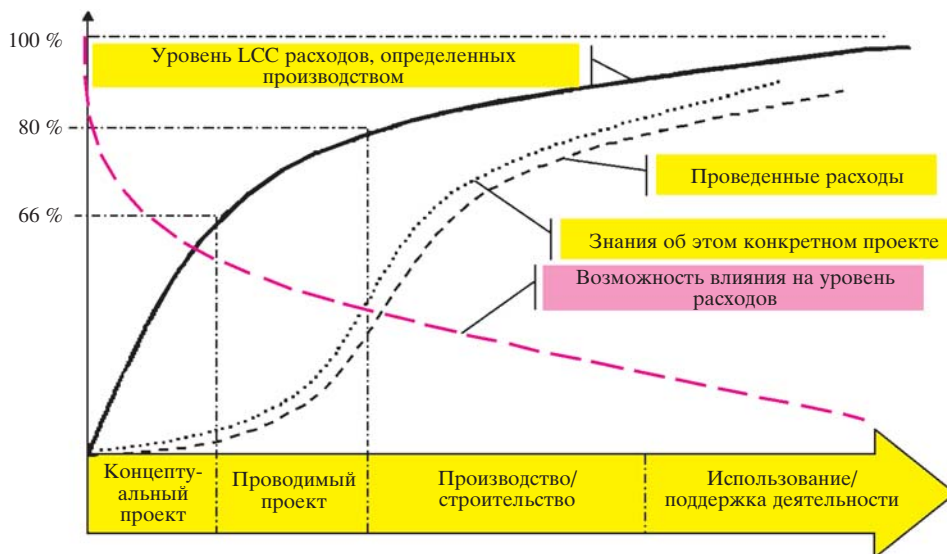 100 %
Уровень LCC расходов, определенных
производством
80 %
Проведенные расходы
66 %
Знания об этом конкретном проекте
Возможность влияния на уровень
расходов
Концепту-
альный
проект
Проводимый
проект
Производство/
строительство
Использование/
поддержка деятельности